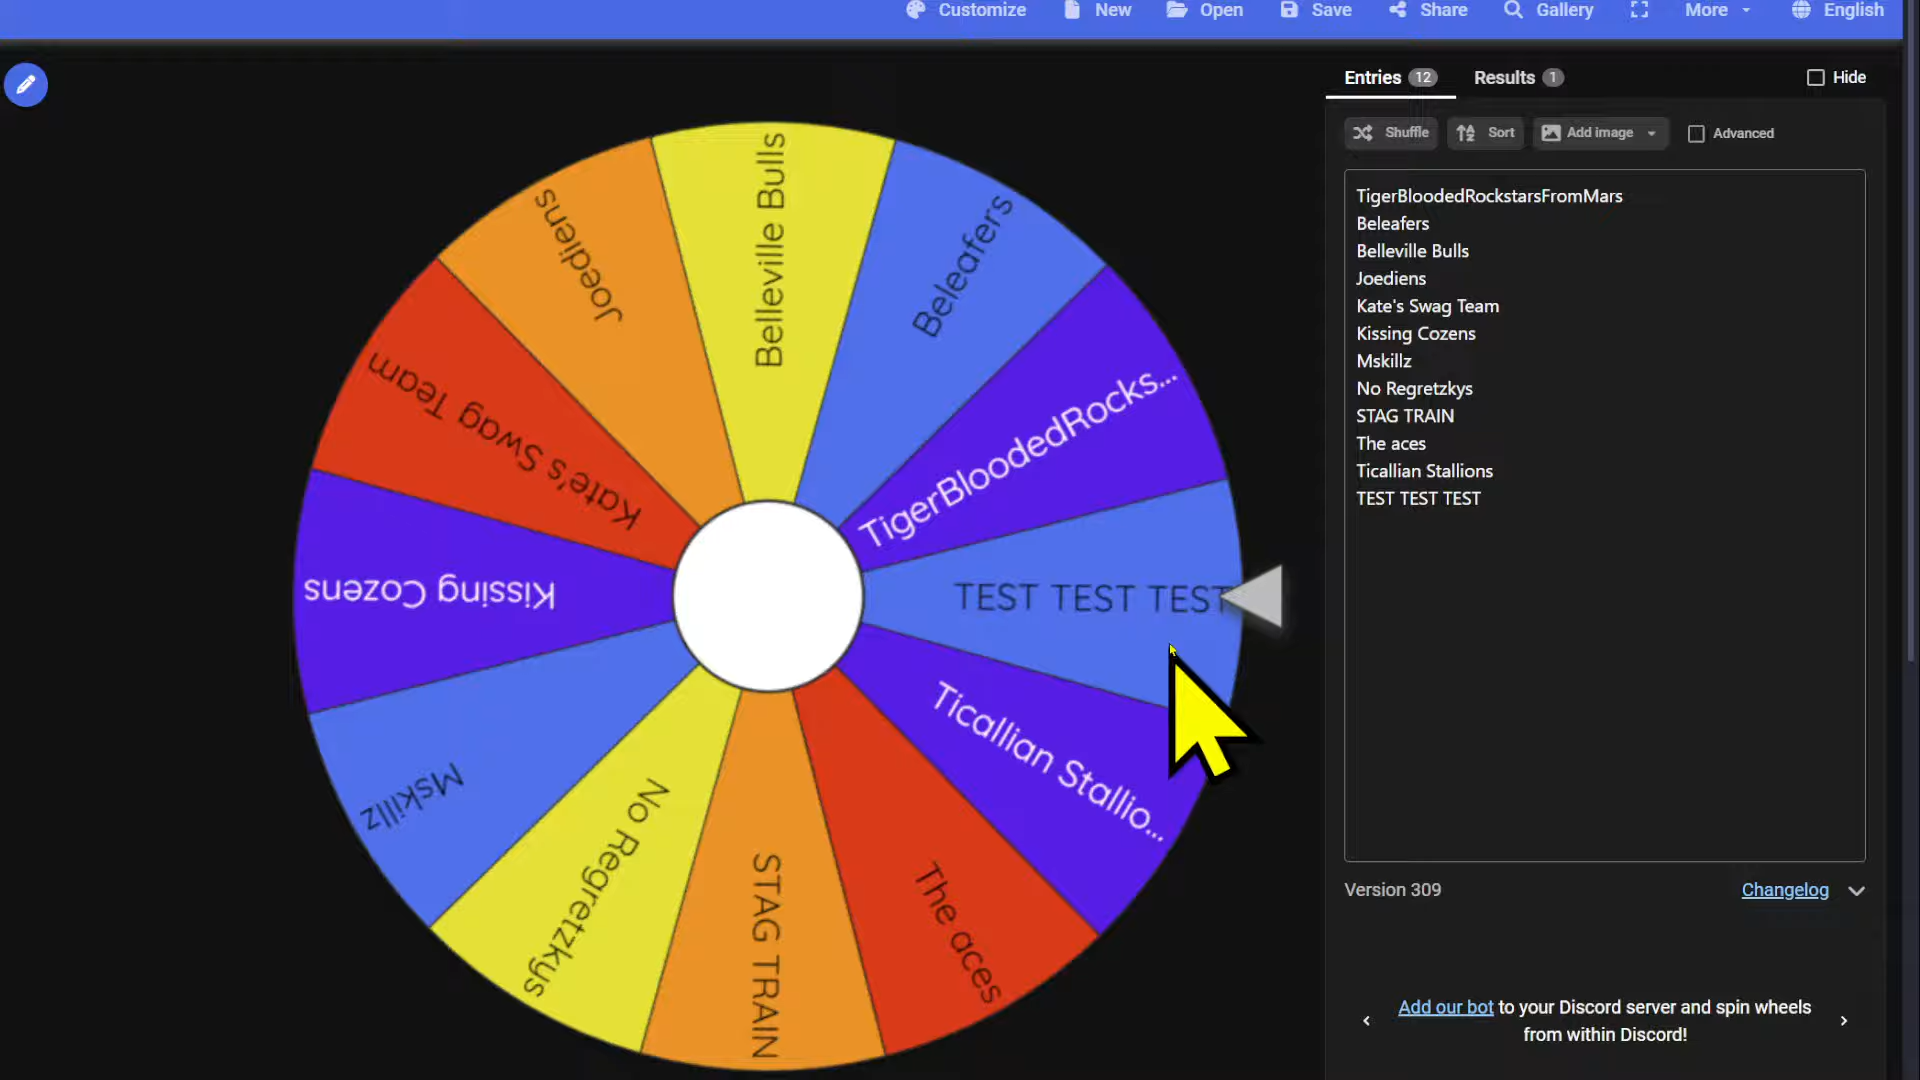 Customize New Open Save Share Gallery More English
Entries 12 Results 1 Hide
Shuffle Sort Add image Advanced
TigerBloodedRockstarsFromMars
Beleafers
Belleville Bulls
Joediens
Kate's Swag Team
Kissing Cozens
Mskillz
No Regretzkys
STAG TRAIN
The aces
Ticallian Stallions
TEST TEST TEST
Version 309 Changelog
Add our bot to your Discord server and spin wheels
from within Discord!
Belleville Bulls
Beleafers
TigerBloodedRocks...
TEST TEST TEST
Ticallian Stallio...
The aces
STAG TRAIN
No Regretzkys
Mskillz
Kissing Cozens
Kate's Swag Team
Joediens